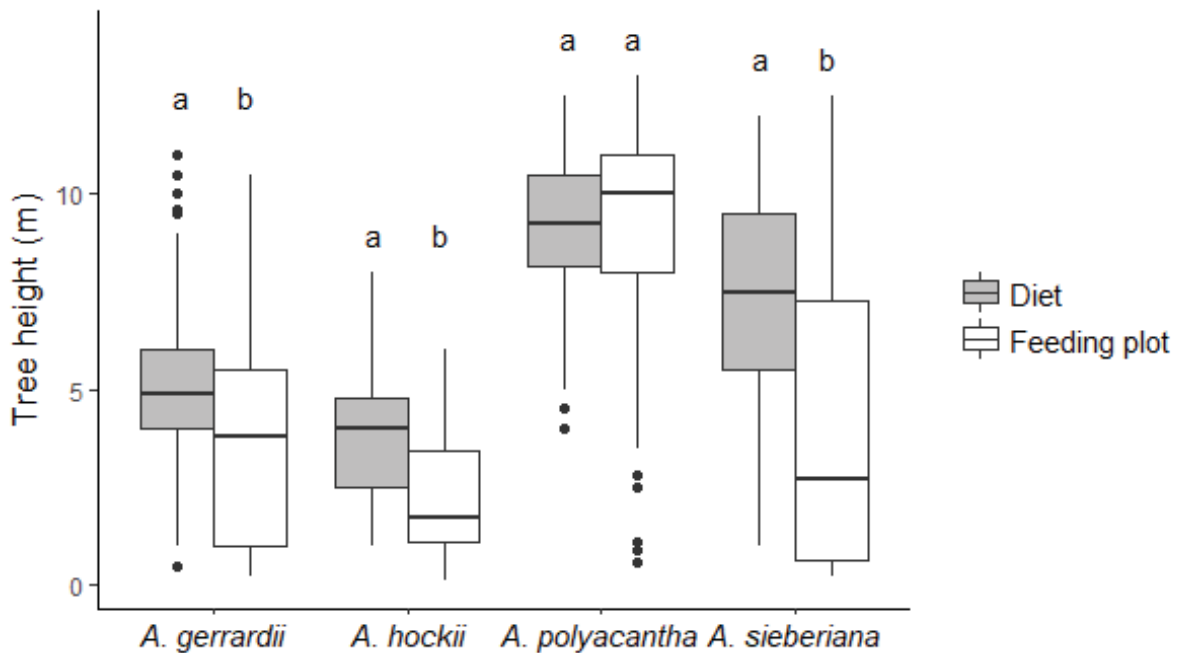 a a
a b
a b
a b
Tree height (m)
10
5
0
Diet
Feeding plot
A. gerrardii A. hockii A. polyacantha A. sieberiana